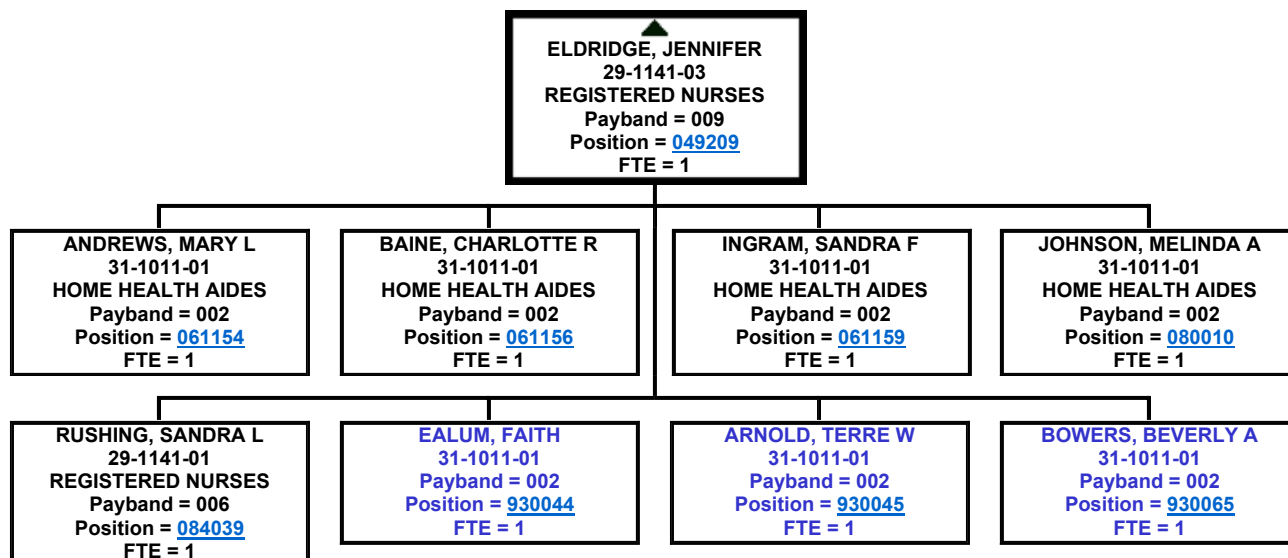 ELDRIDGE, JENNIFER
29-1141-03
REGISTERED NURSES
Payband = 009
Position = 049209
FTE = 1
ANDREWS, MARY L
31-1011-01
HOME HEALTH AIDES
Payband = 002
Position = 061154
FTE = 1
BAINE, CHARLOTTE R
31-1011-01
HOME HEALTH AIDES
Payband = 002
Position = 061156
FTE = 1
INGRAM, SANDRA F
31-1011-01
HOME HEALTH AIDES
Payband = 002
Position = 061159
FTE = 1
JOHNSON, MELINDA A
31-1011-01
HOME HEALTH AIDES
Payband = 002
Position = 080010
FTE = 1
RUSHING, SANDRA L
29-1141-01
REGISTERED NURSES
Payband = 006
Position = 084039
FTE = 1
EALUM, FAITH
31-1011-01
Payband = 002
Position = 930044
FTE = 1
ARNOLD, TERRE W
31-1011-01
Payband = 002
Position = 930045
FTE = 1
BOWERS, BEVERLY A
31-1011-01
Payband = 002
Position = 930065
FTE = 1